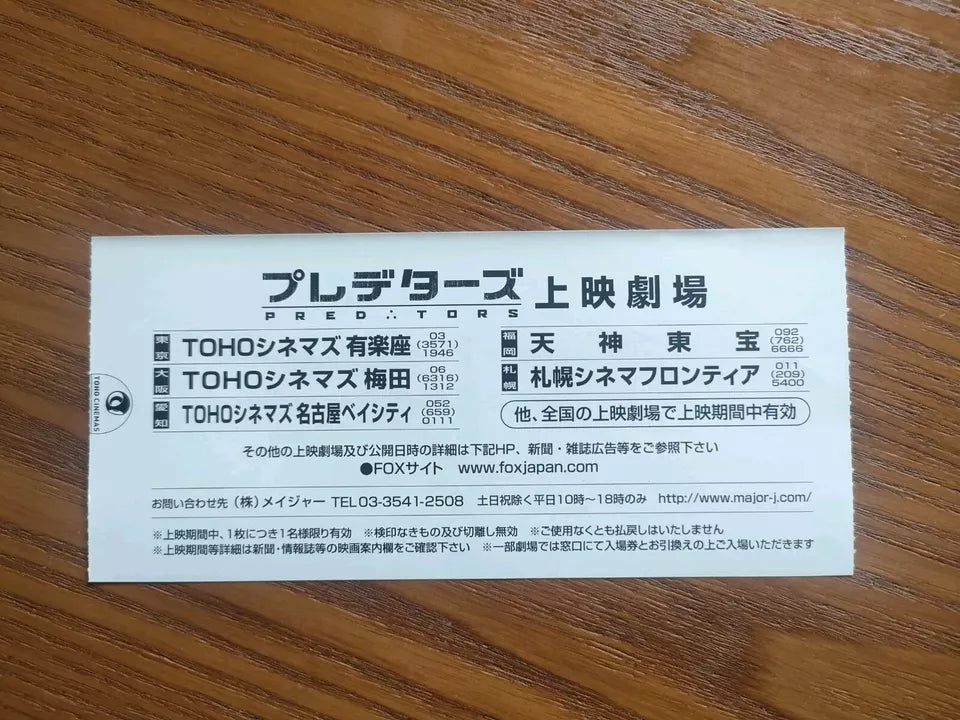 プレデターズ 上映劇場
PREDATORS
東京 TOHOシネマズ 有楽座 03(3571)1946
大阪 TOHOシネマズ 梅田 06(6316)1312
愛知 TOHOシネマズ 名古屋ベイシティ 052(659)0111
福岡 天神東宝 092(762)6666
札幌 札幌シネマフロンティア 011(209)5400
他、全国の上映劇場で上映期間中有効
TOHO CINEMAS
その他の上映劇場及び公開日時の詳細は下記HP、新聞・雑誌広告等をご参照下さい
●FOXサイト www.foxjapan.com
お問い合わせ先 (株)メイジャー TEL03-3541-2508 土日祝除く平日10時〜18時のみ http://www.major-j.com/
※上映期間中、1枚につき1名様限り有効 ※検印なきもの及び切離し無効 ※ご使用なくとも払戻しはいたしません
※上映期間等詳細は新聞・情報誌等の映画案内欄をご確認下さい ※一部劇場では窓口にて入場券とお引換えの上ご入場いただきます